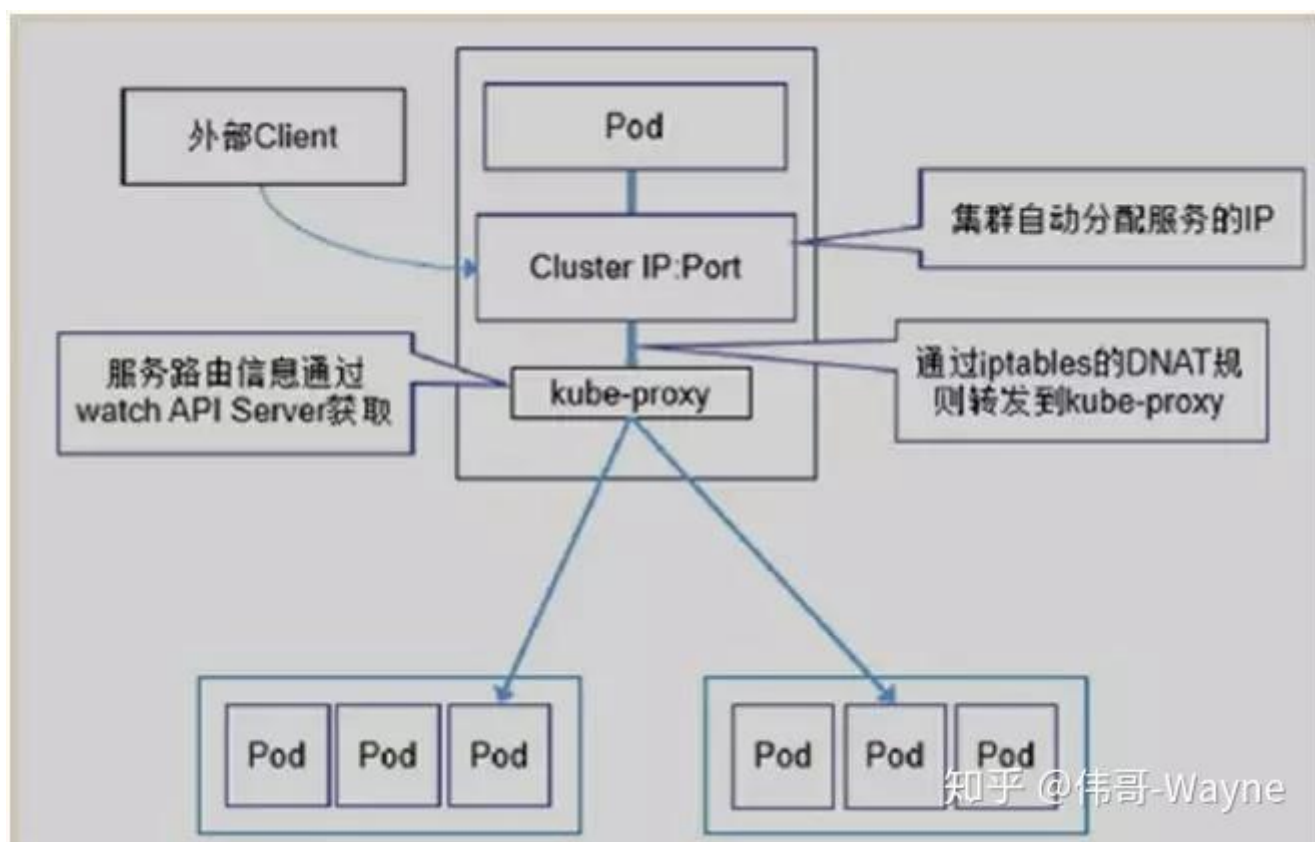 外部Client
Pod
集群自动分配服务的IP
Cluster IP:Port
服务路由信息通过
watch API Server获取
通过iptables的DNAT规
则转发到kube-proxy
kube-proxy
Pod Pod Pod
Pod Pod Pod
知乎 @伟哥-Wayne